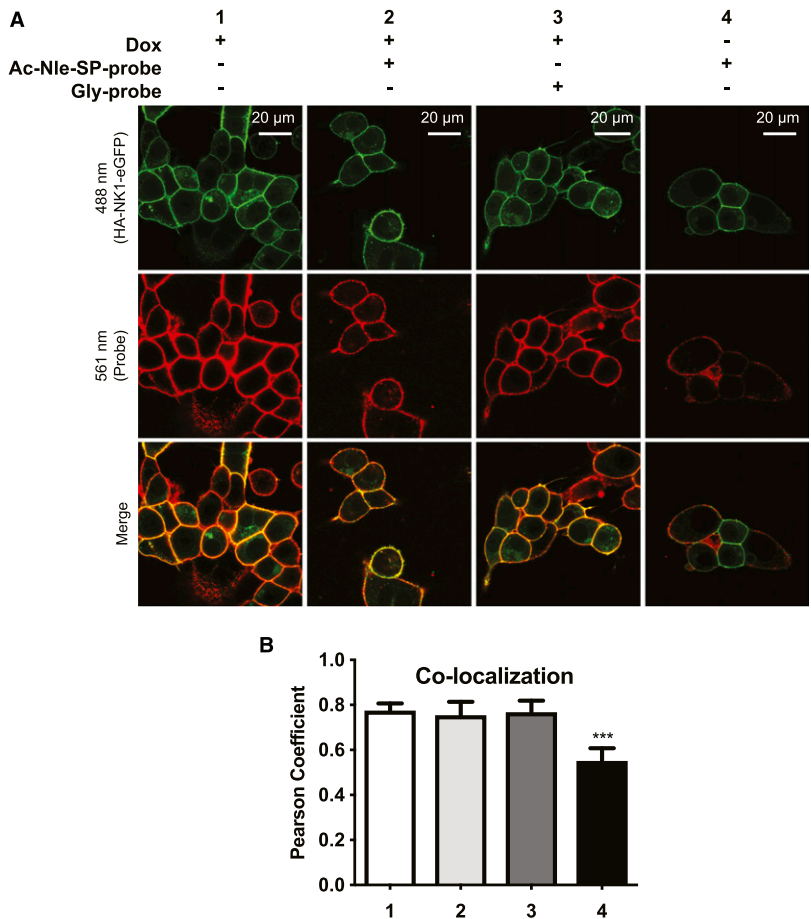 A
1 2 3 4
Dox + + + -
Ac-Nle-SP-probe - + - +
Gly-probe - - + -
20 µm 20 µm 20 µm 20 µm
488 nm
(HA-NK1-eGFP)
561 nm
(Probe)
Merge
B
Co-localization
Pearson Coefficient
1.0
0.8
0.6
0.4
0.2
0.0
***
1 2 3 4